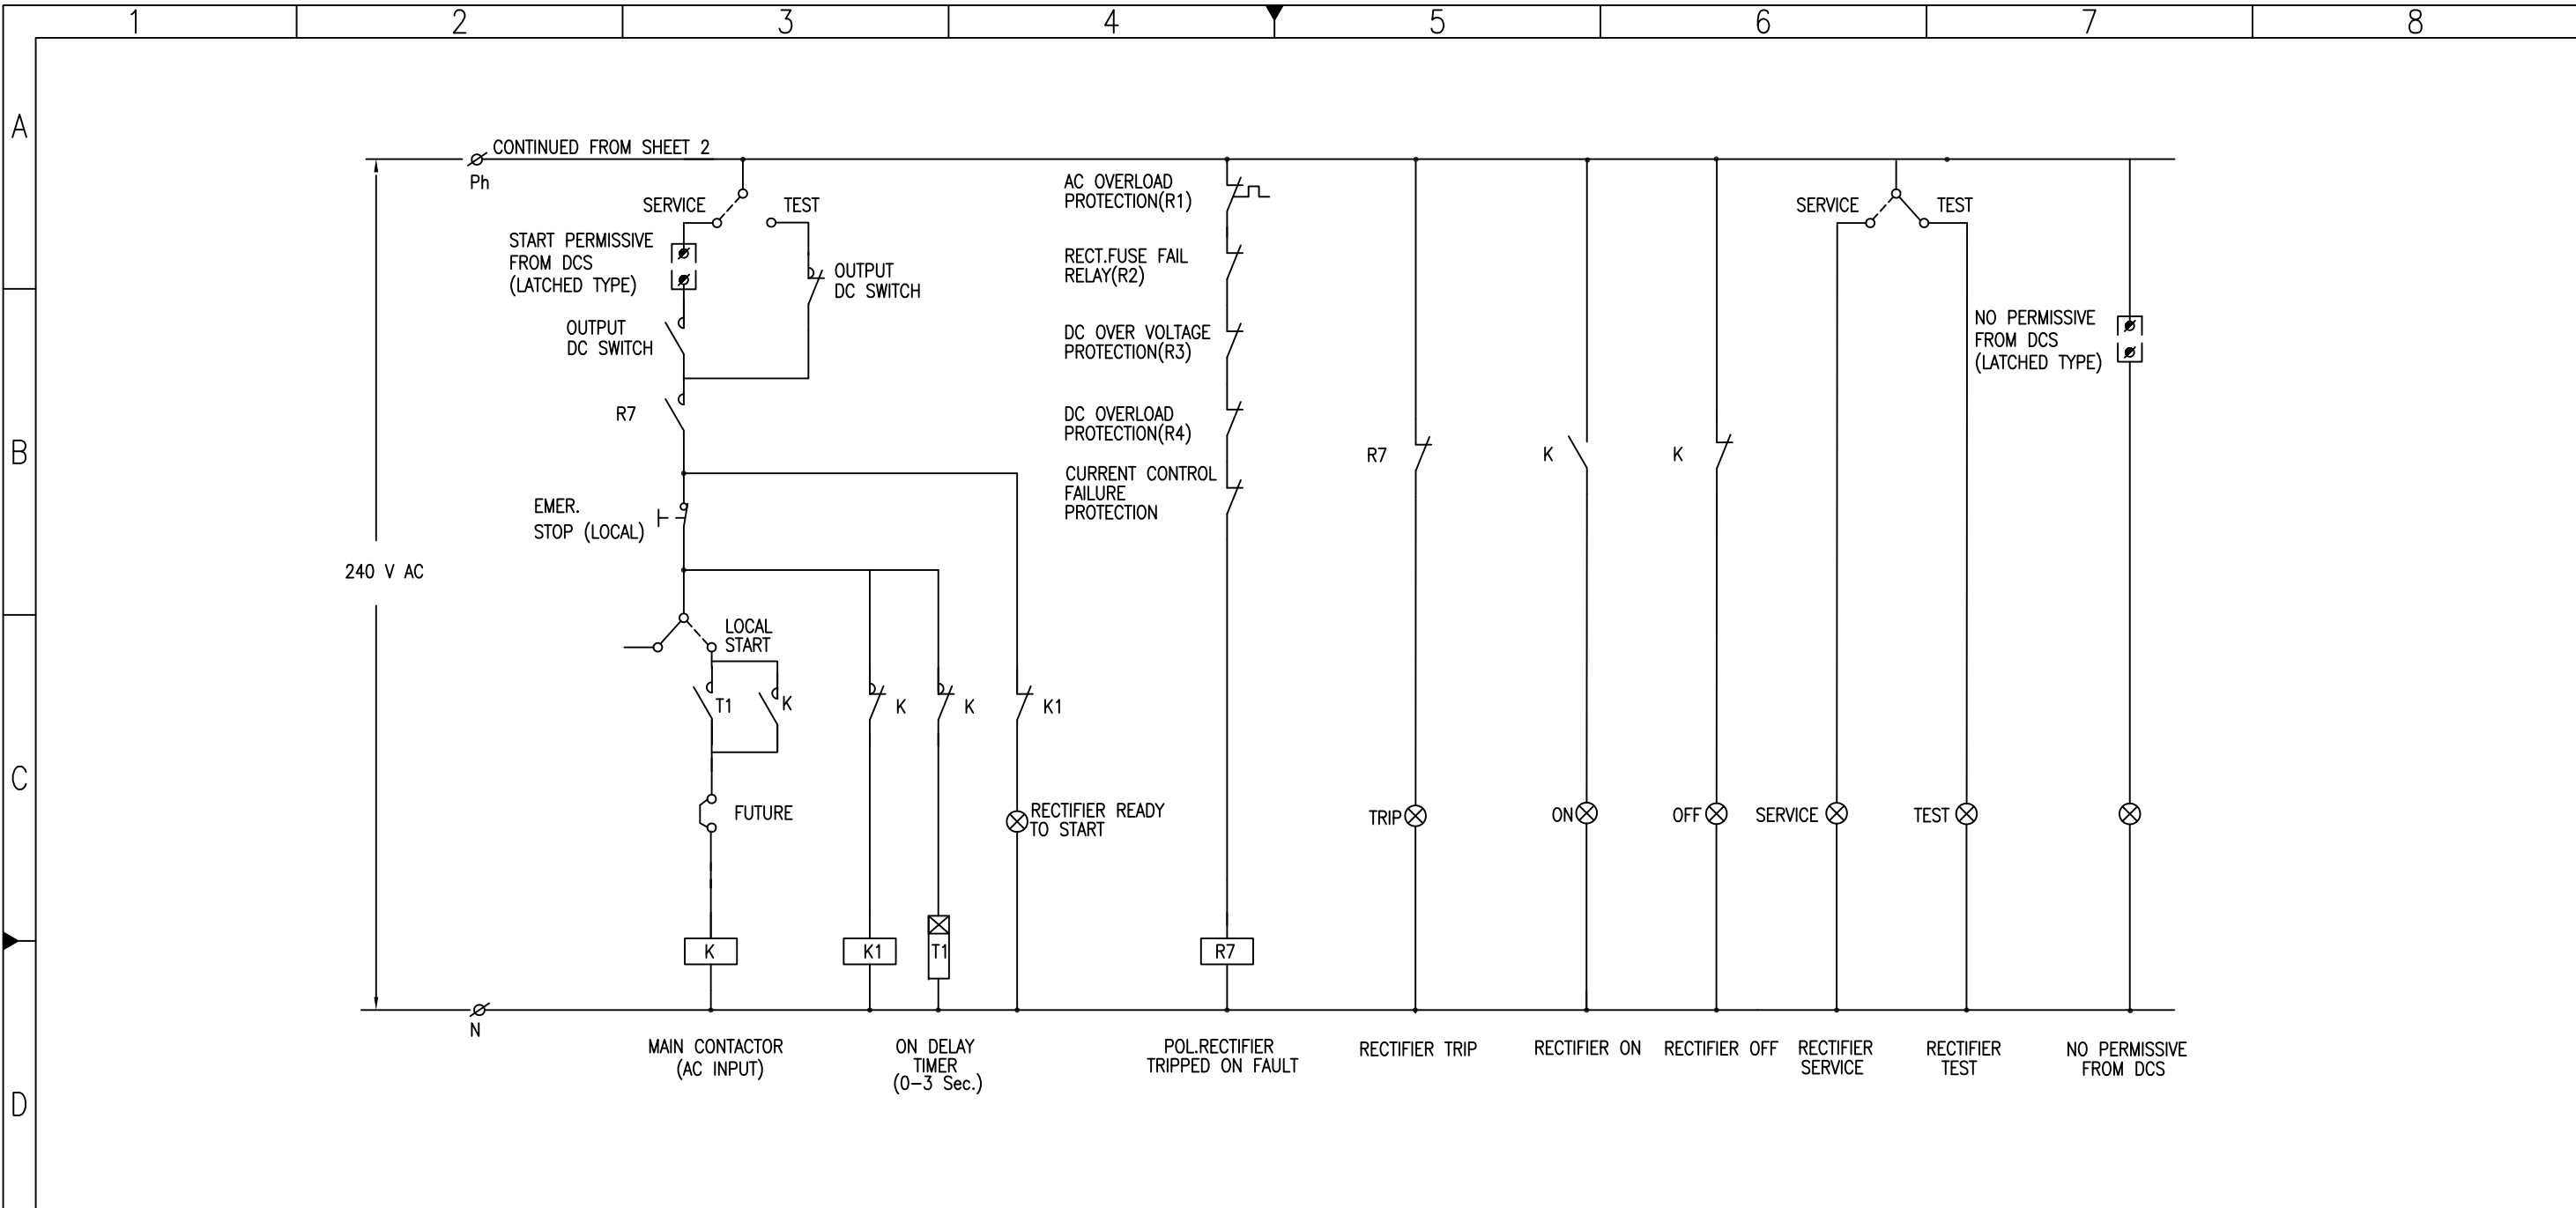 1 2 3 4 5 6 7 8
A
B
C
D
CONTINUED FROM SHEET 2
Ph
240 V AC
N
SERVICE
TEST
START PERMISSIVE
FROM DCS
(LATCHED TYPE)
OUTPUT
DC SWITCH
OUTPUT
DC SWITCH
R7
EMER.
STOP (LOCAL)
LOCAL
START
T1
K
K
K
K1
FUTURE
RECTIFIER READY
TO START
K
K1
T1
AC OVERLOAD
PROTECTION(R1)
RECT.FUSE FAIL
RELAY(R2)
DC OVER VOLTAGE
PROTECTION(R3)
DC OVERLOAD
PROTECTION(R4)
CURRENT CONTROL
FAILURE
PROTECTION
R7
R7
TRIP
K
ON
K
OFF
SERVICE
TEST
SERVICE
TEST
NO PERMISSIVE
FROM DCS
(LATCHED TYPE)
MAIN CONTACTOR
(AC INPUT)
ON DELAY
TIMER
(0-3 Sec.)
POL.RECTIFIER
TRIPPED ON FAULT
RECTIFIER TRIP
RECTIFIER ON
RECTIFIER OFF
RECTIFIER
SERVICE
RECTIFIER
TEST
NO PERMISSIVE
FROM DCS